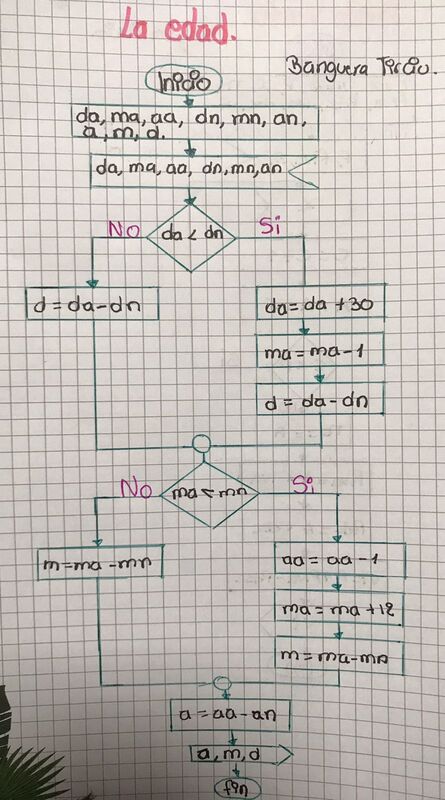 La edad.
Banguera Tircio.
Inicio
da, ma, aa, dn, mn, an,
a, m, d.
da, ma, aa, dn, mn, an
No
da < dn
Si
d = da - dn
da = da + 30
ma = ma - 1
d = da - dn
No
ma < mn
Si
m = ma - mn
aa = aa - 1
ma = ma + 12
m = ma - mn
a = aa - an
a, m, d
fin